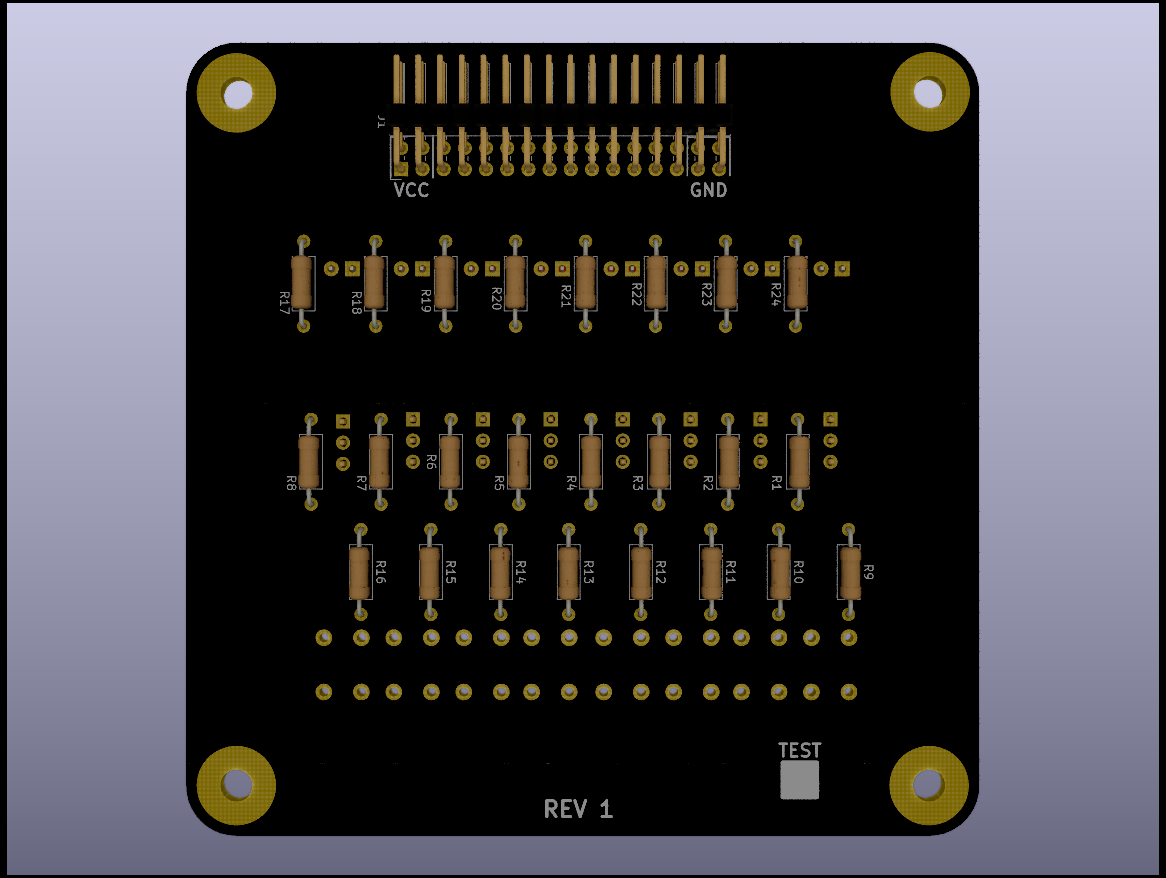 J1
VCC GND
R17 R18 R19 R20 R21 R22 R23 R24
R8 R7 R6 R5 R4 R3 R2 R1
R16 R15 R14 R13 R12 R11 R10 R9
TEST
REV 1